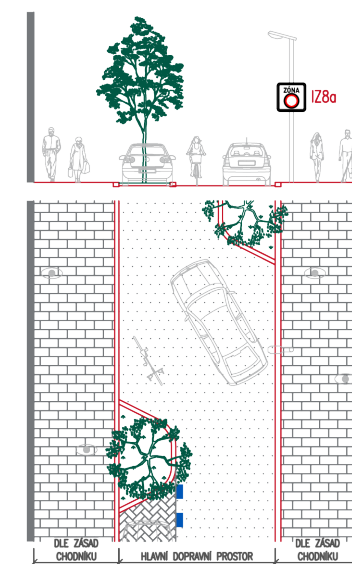 ZÓNA
IZ8a
DLE ZÁSAD
CHODNÍKU
HLAVNÍ DOPRAVNÍ PROSTOR
DLE ZÁSAD
CHODNÍKU